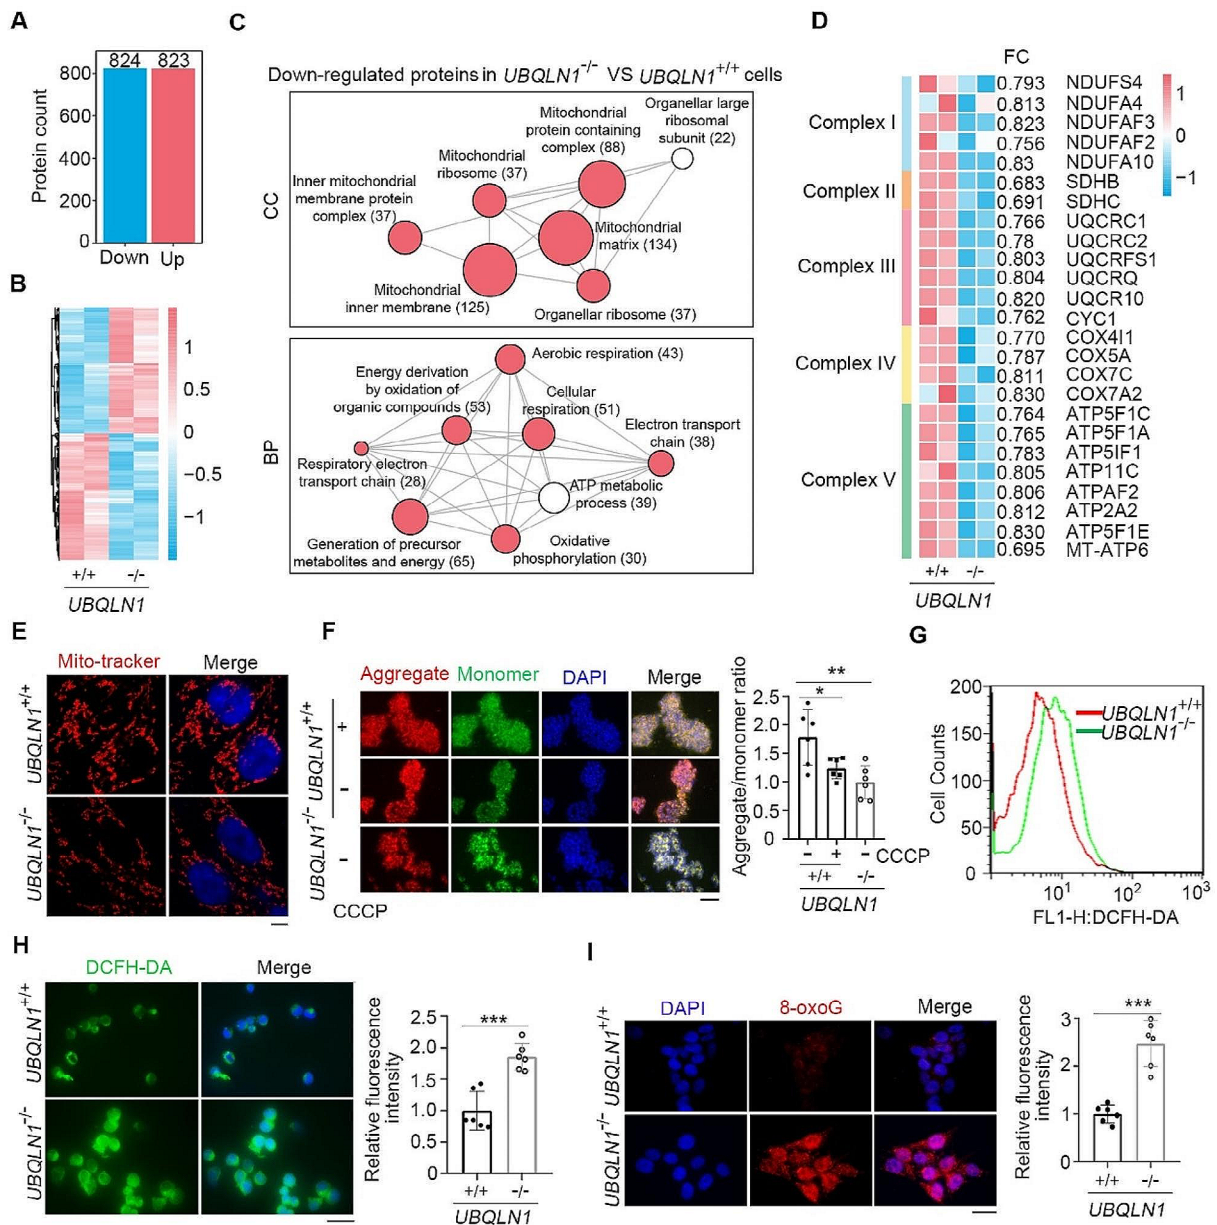 A
824
823
800
600
400
200
0
Protein count
Down
Up
B
1
0.5
0
−0.5
−1
+/+
-/-
UBQLN1
C
Down-regulated proteins in UBQLN1-/- VS UBQLN1+/+ cells
CC
Organellar large
ribosomal
subunit (22)
Mitochondrial
protein containing
complex (88)
Mitochondrial
ribosome (37)
Inner mitochondrial
membrane protein
complex (37)
Mitochondrial
matrix (134)
Mitochondrial
inner membrane (125)
Organellar ribosome (37)
BP
Aerobic respiration (43)
Energy derivation
by oxidation of
organic compounds (53)
Cellular
respiration (51)
Electron transport
chain (38)
Respiratory electron
transport chain (28)
ATP metabolic
process (39)
Generation of precursor
metabolites and energy (65)
Oxidative
phosphorylation (30)
D
FC
Complex I
0.793 NDUFS4
0.813 NDUFA4
0.823 NDUFAF3
0.756 NDUFAF2
0.83 NDUFA10
Complex II
0.683 SDHB
0.691 SDHC
Complex III
0.766 UQCRC1
0.78 UQCRC2
0.803 UQCRFS1
0.804 UQCRQ
0.820 UQCR10
0.762 CYC1
Complex IV
0.770 COX4I1
0.787 COX5A
0.811 COX7C
0.830 COX7A2
Complex V
0.764 ATP5F1C
0.765 ATP5F1A
0.783 ATP5IF1
0.805 ATP11C
0.806 ATPAF2
0.812 ATP2A2
0.830 ATP5F1E
0.695 MT-ATP6
1
0
−1
+/+
-/-
UBQLN1
E
Mito-tracker
Merge
UBQLN1+/+
UBQLN1-/-
F
Aggregate
Monomer
DAPI
Merge
UBQLN1+/+
+
−
UBQLN1-/-
−
CCCP
Aggregate/monomer ratio
2.5
2.0
1.5
1.0
0.5
0
*
**
− + − CCCP
+/+
-/-
UBQLN1
G
Cell Counts
200
150
100
50
0
UBQLN1+/+
UBQLN1-/-
10^1
10^2
10^3
FL1-H:DCFH-DA
H
DCFH-DA
Merge
UBQLN1+/+
UBQLN1-/-
Relative fluorescence
intensity
2.5
2.0
1.5
1.0
0.5
0
***
+/+
-/-
UBQLN1
I
DAPI
8-oxoG
Merge
UBQLN1+/+
UBQLN1-/-
Relative fluorescence
intensity
3
2
1
0
***
+/+
-/-
UBQLN1